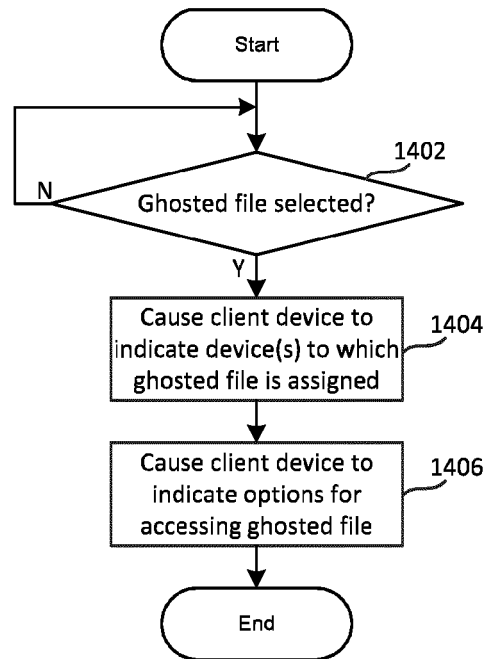 Start
1402
N
Ghosted file selected?
Y
Cause client device to
indicate device(s) to which
ghosted file is assigned
1404
Cause client device to
indicate options for
accessing ghosted file
1406
End